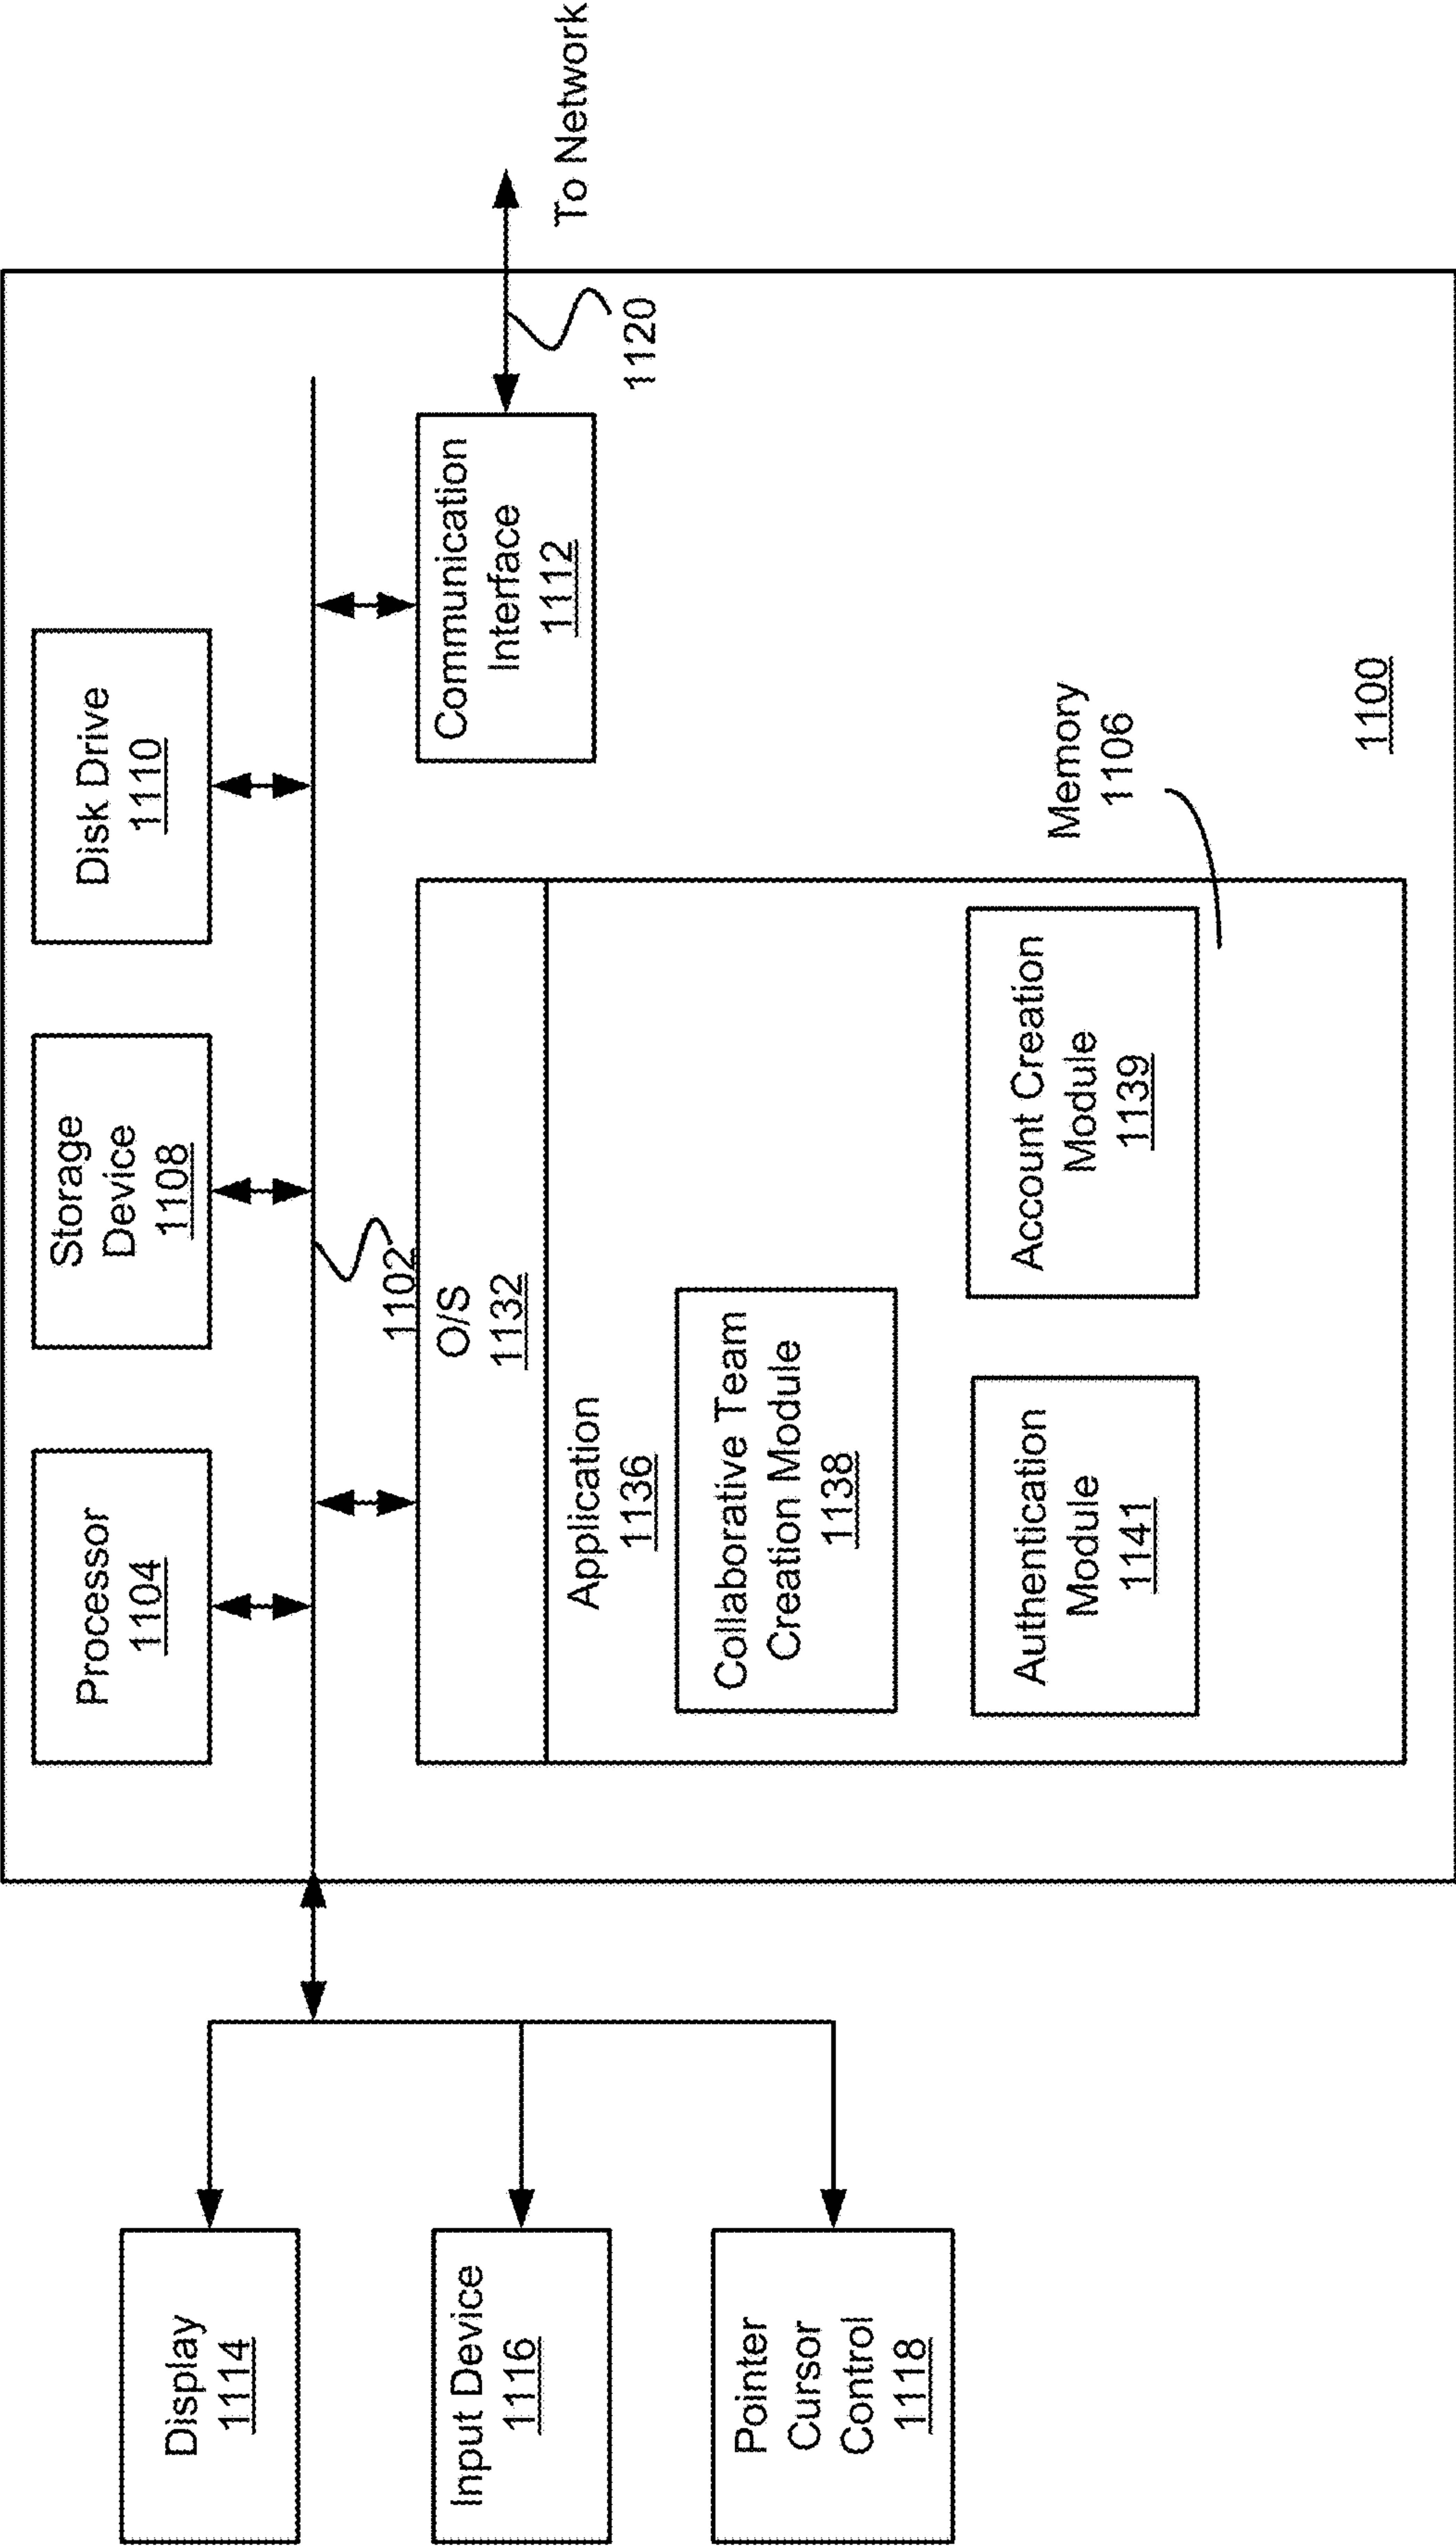 Display
1114
Input Device
1116
Pointer
Cursor
Control
1118
Processor
1104
Storage
Device
1108
Disk Drive
1110
1102
O/S
1132
Application
1136
Collaborative Team
Creation Module
1138
Authentication
Module
1141
Account Creation
Module
1139
Memory
1106
Communication
Interface
1112
1120
To Network
1100